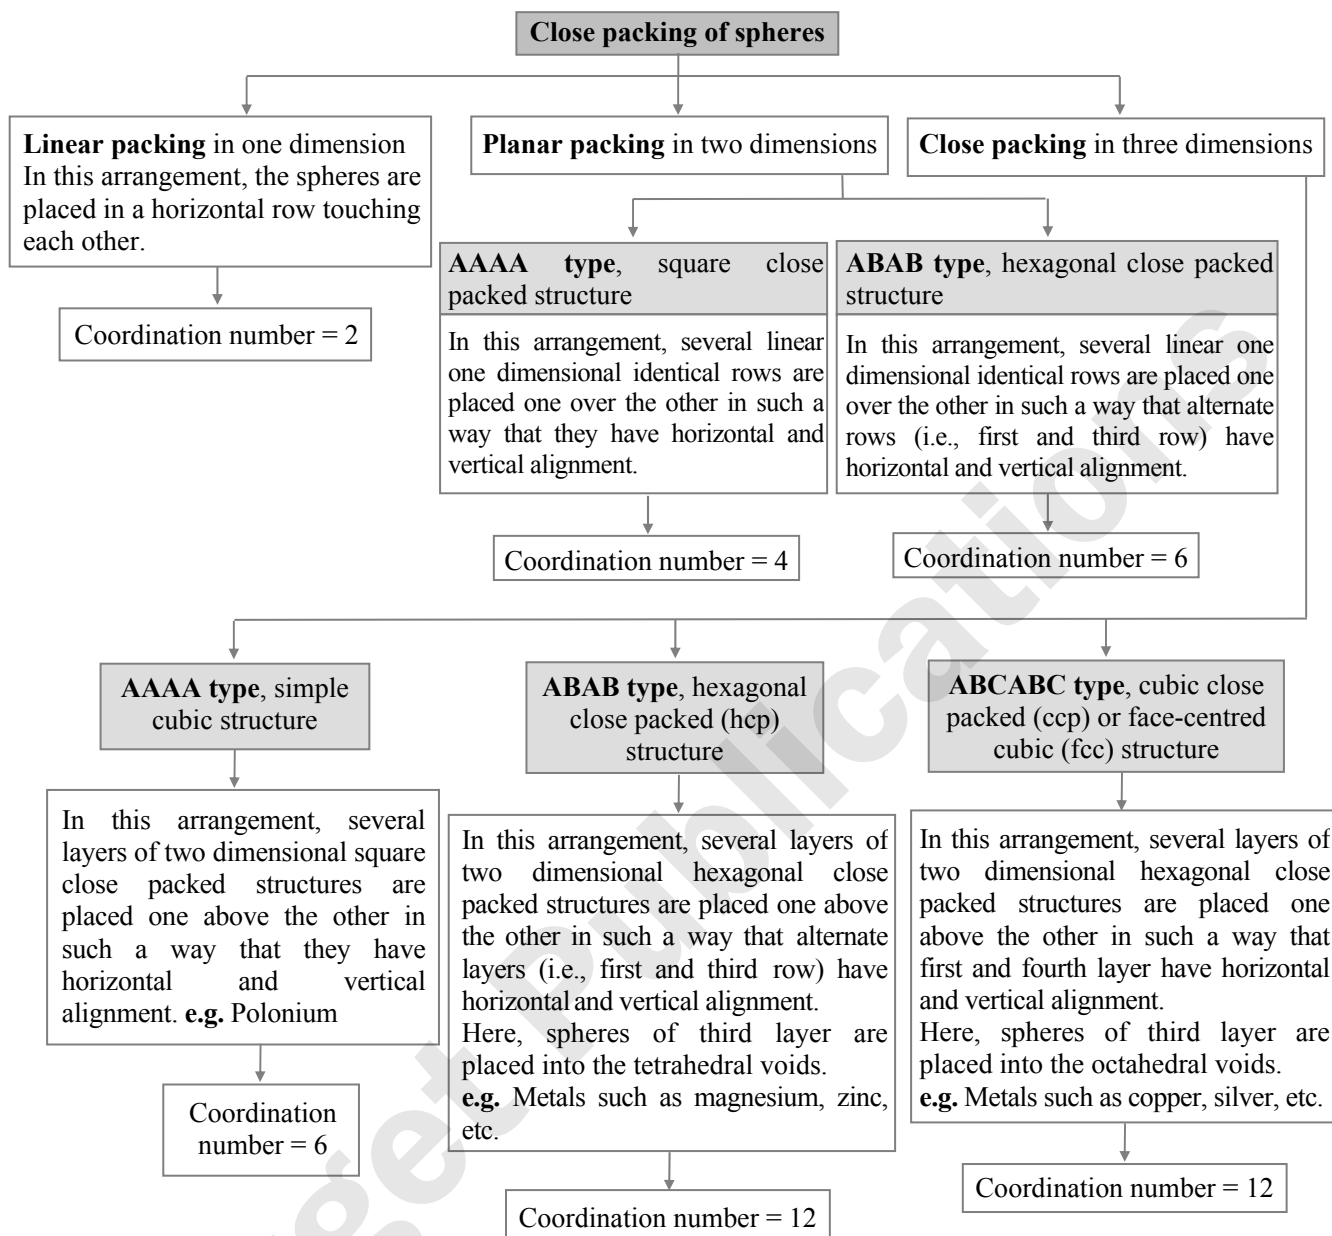 Close packing of spheres
Linear packing in one dimension
In this arrangement, the spheres are
placed in a horizontal row touching
each other.
Coordination number = 2
Planar packing in two dimensions
AAAA type, square close
packed structure
In this arrangement, several linear
one dimensional identical rows are
placed one over the other in such a
way that they have horizontal and
vertical alignment.
Coordination number = 4
ABAB type, hexagonal close packed
structure
In this arrangement, several linear one
dimensional identical rows are placed one
over the other in such a way that alternate
rows (i.e., first and third row) have
horizontal and vertical alignment.
Coordination number = 6
Close packing in three dimensions
AAAA type, simple
cubic structure
In this arrangement, several
layers of two dimensional square
close packed structures are
placed one above the other in
such a way that they have
horizontal and vertical
alignment. e.g. Polonium
Coordination
number = 6
ABAB type, hexagonal
close packed (hcp)
structure
In this arrangement, several layers of
two dimensional hexagonal close
packed structures are placed one above
the other in such a way that alternate
layers (i.e., first and third row) have
horizontal and vertical alignment.
Here, spheres of third layer are
placed into the tetrahedral voids.
e.g. Metals such as magnesium, zinc,
etc.
Coordination number = 12
ABCABC type, cubic close
packed (ccp) or face-centred
cubic (fcc) structure
In this arrangement, several layers of
two dimensional hexagonal close
packed structures are placed one
above the other in such a way that
first and fourth layer have horizontal
and vertical alignment.
Here, spheres of third layer are
placed into the octahedral voids.
e.g. Metals such as copper, silver, etc.
Coordination number = 12
Publications